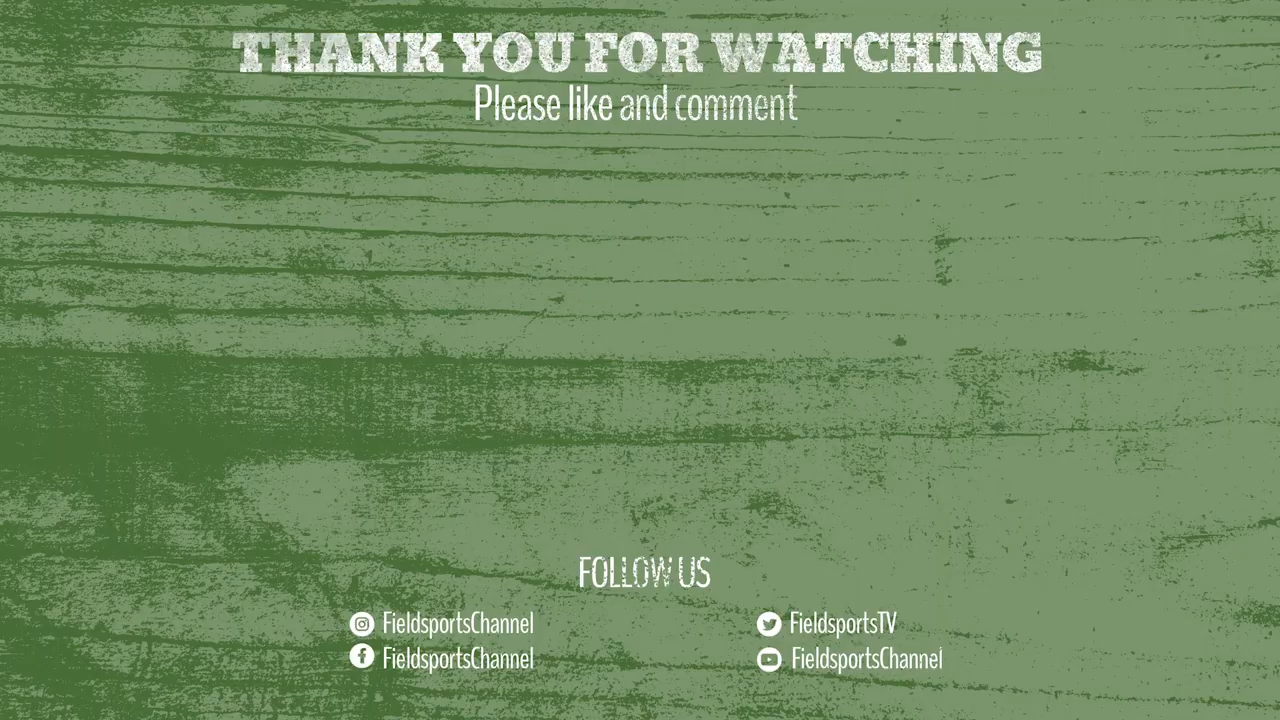 THANK YOU FOR WATCHING
Please like and comment
FOLLOW US
FieldsportsChannel
FieldsportsTV
FieldsportsChannel
FieldsportsChannel